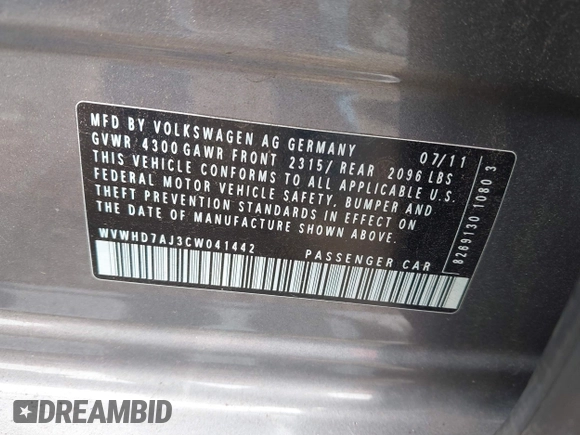 MFD BY VOLKSWAGEN AG GERMANY 07/11
GVWR 4300 GAWR FRONT 2315/ REAR 2096 LBS
THIS VEHICLE CONFORMS TO ALL APPLICABLE U.S.
FEDERAL MOTOR VEHICLE SAFETY, BUMPER AND
THEFT PREVENTION STANDARDS IN EFFECT ON
DATE OF MANUFACTURE SHOWN ABOVE.
WVWHD7AJ3CW041442 PASSENGER CAR
8269130 1080 3
DREAMBID